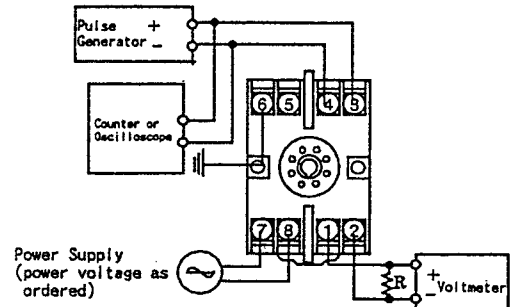 Pulse +
Generator -
Counter or
Oscilloscope
6 5 4 3
7 8 1 2
Power Supply
(power voltage as
ordered)
R
+
- Voltmeter